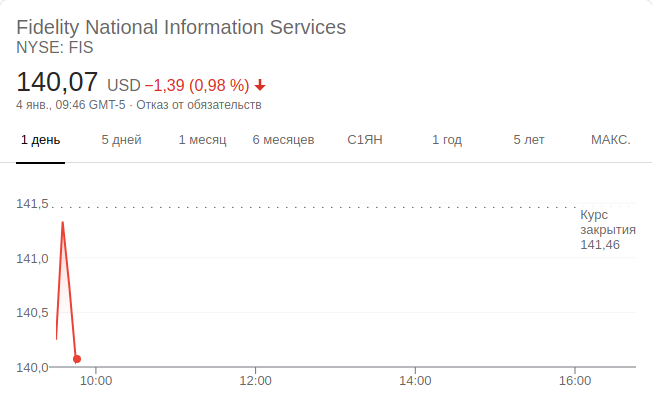 Fidelity National Information Services
NYSE: FIS
140,07 USD −1,39 (0,98 %)
4 янв., 09:46 GMT-5 · Отказ от обязательств
1 день 5 дней 1 месяц 6 месяцев С1ЯН 1 год 5 лет МАКС.
141,5
Курс
закрытия
141,46
141,0
140,5
140,0
10:00 12:00 14:00 16:00